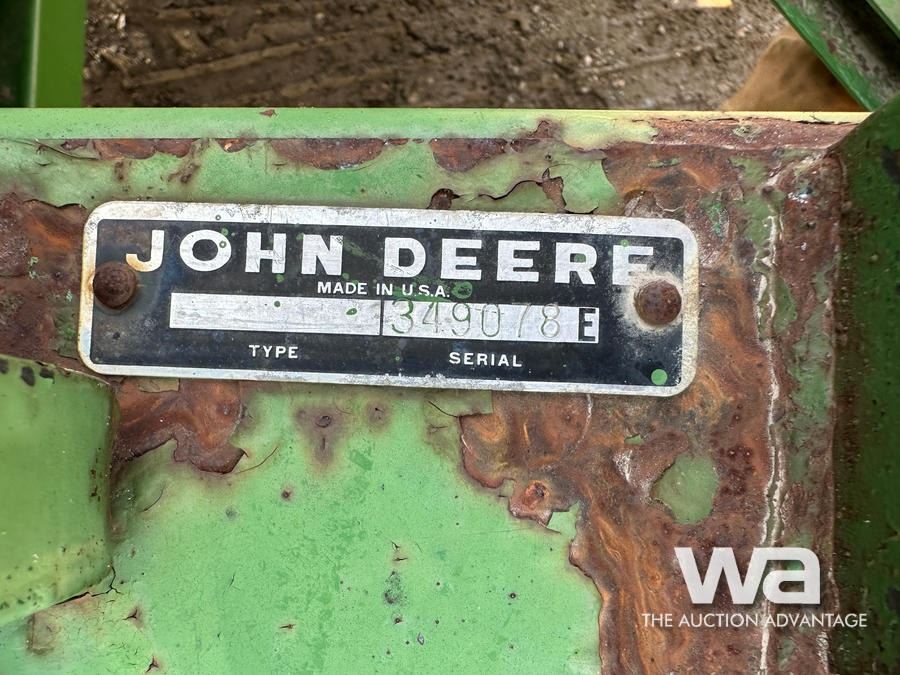 JOHN DEERE
MADE IN U.S.A.
349078 E
TYPE SERIAL
wa
THE AUCTION ADVANTAGE